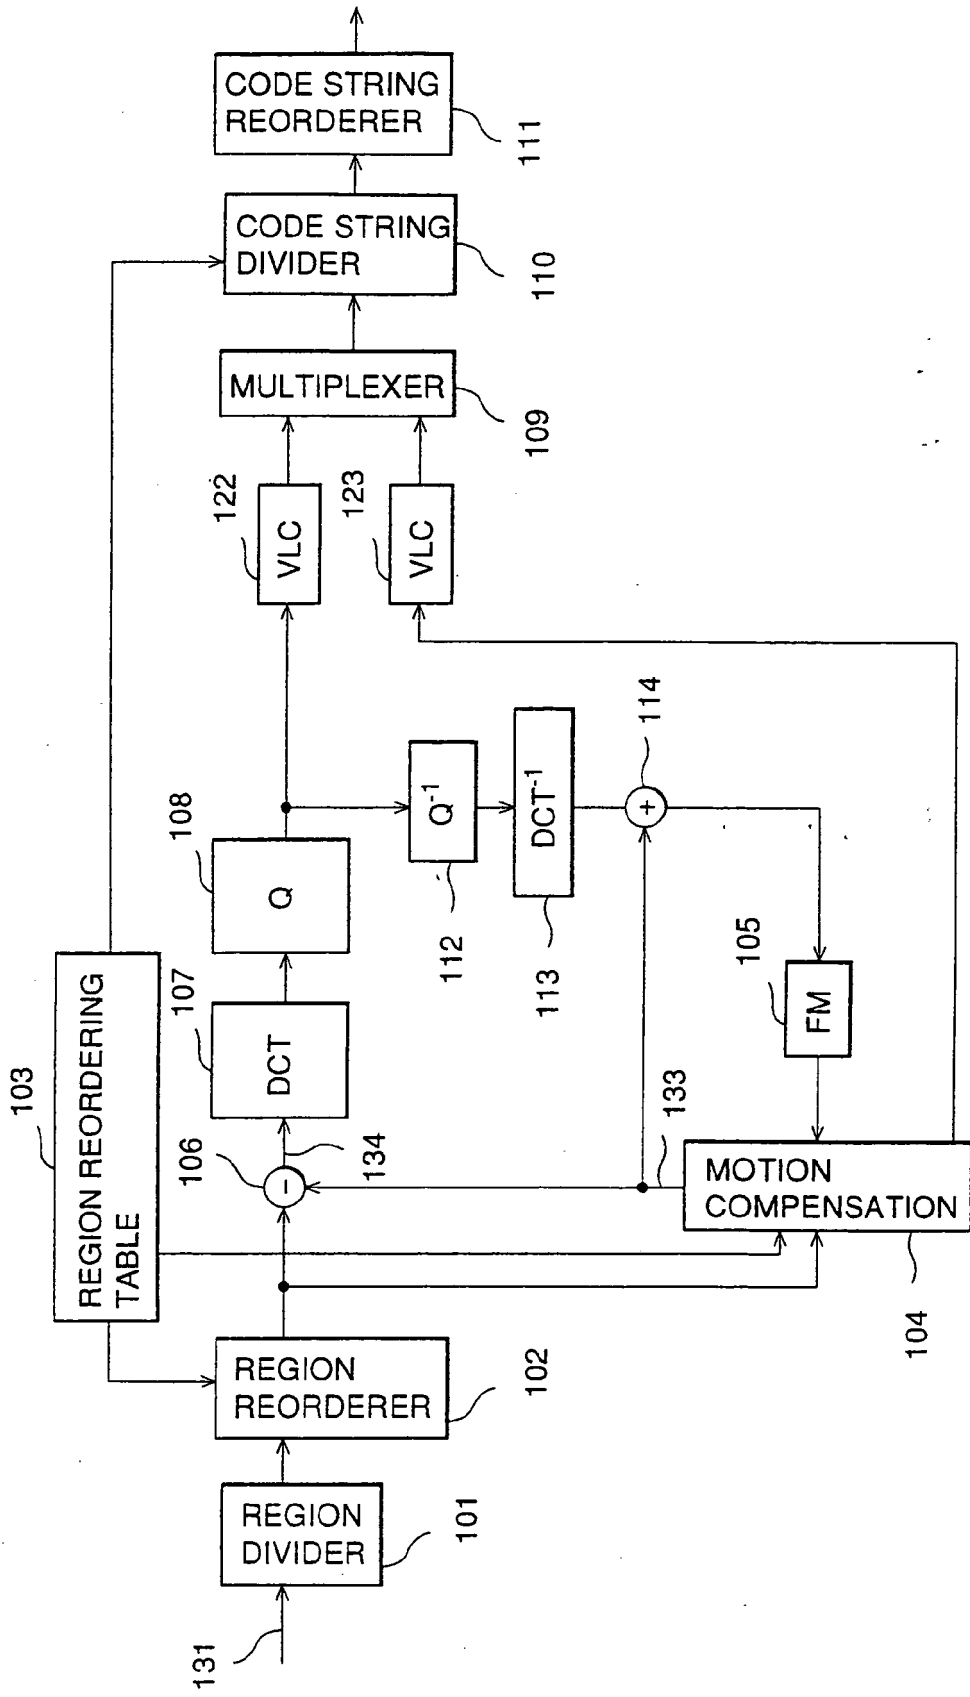 103
REGION REORDERING
TABLE
131
REGION
DIVIDER
101
REGION
REORDERER
102
106
-
134
107
DCT
108
Q
122
VLC
123
VLC
MULTIPLEXER
109
CODE STRING
DIVIDER
110
CODE STRING
REORDERER
111
Q-1
112
DCT-1
113
+
114
105
FM
133
MOTION
COMPENSATION
104